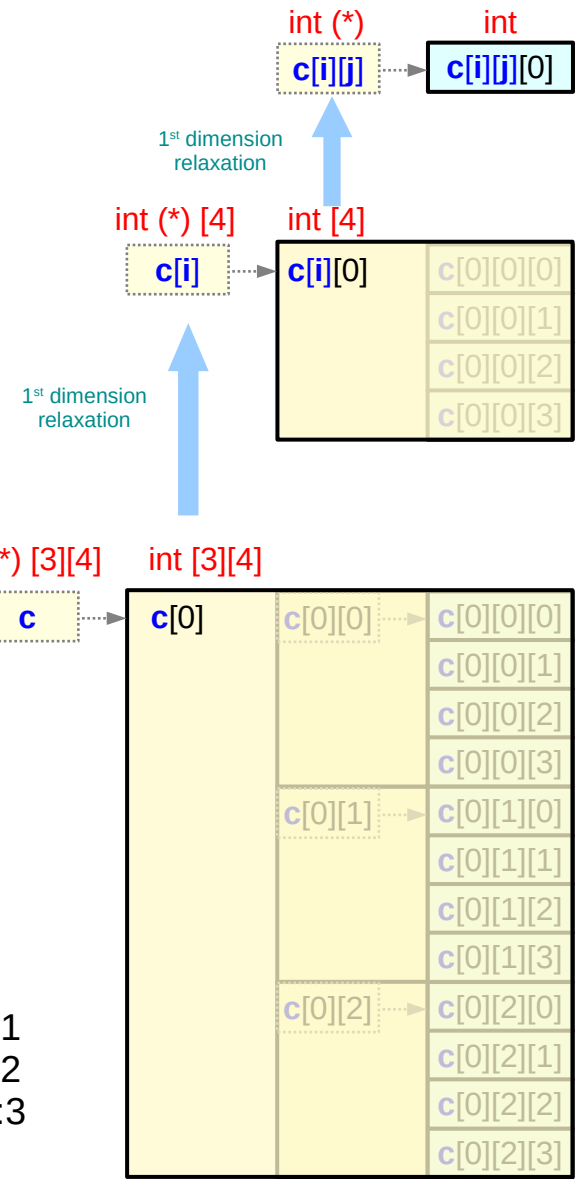 int (*) int
c[i][j] c[i][j][0]
1st dimension
relaxation
int (*) [4] int [4]
c[i] c[i][0] c[0][0][0]
c[0][0][1]
c[0][0][2]
c[0][0][3]
1st dimension
relaxation
*) [3][4] int [3][4]
c c[0] c[0][0] c[0][0][0]
c[0][0][1]
c[0][0][2]
c[0][0][3]
c[0][1] c[0][1][0]
c[0][1][1]
c[0][1][2]
c[0][1][3]
c[0][2] c[0][2][0]
1
c[0][2][1]
2
c[0][2][2]
:3
c[0][2][3]